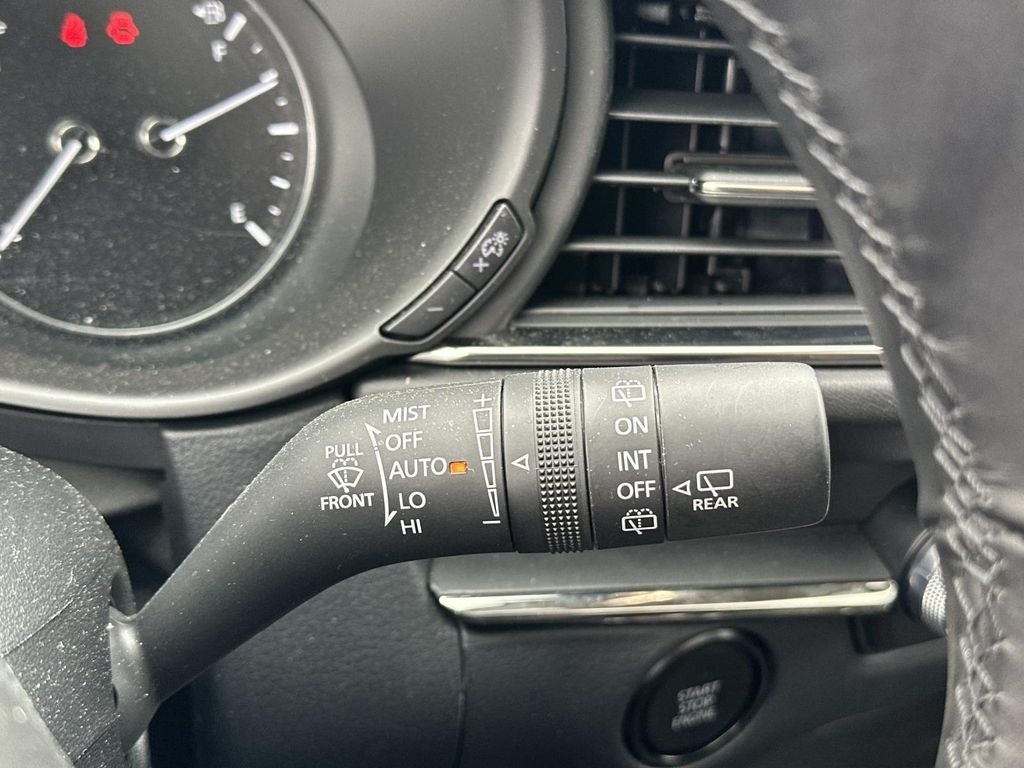 F
E
MIST
OFF
AUTO
LO
HI
PULL
FRONT
+
−
ON
INT
OFF
REAR
START
STOP
ENGINE